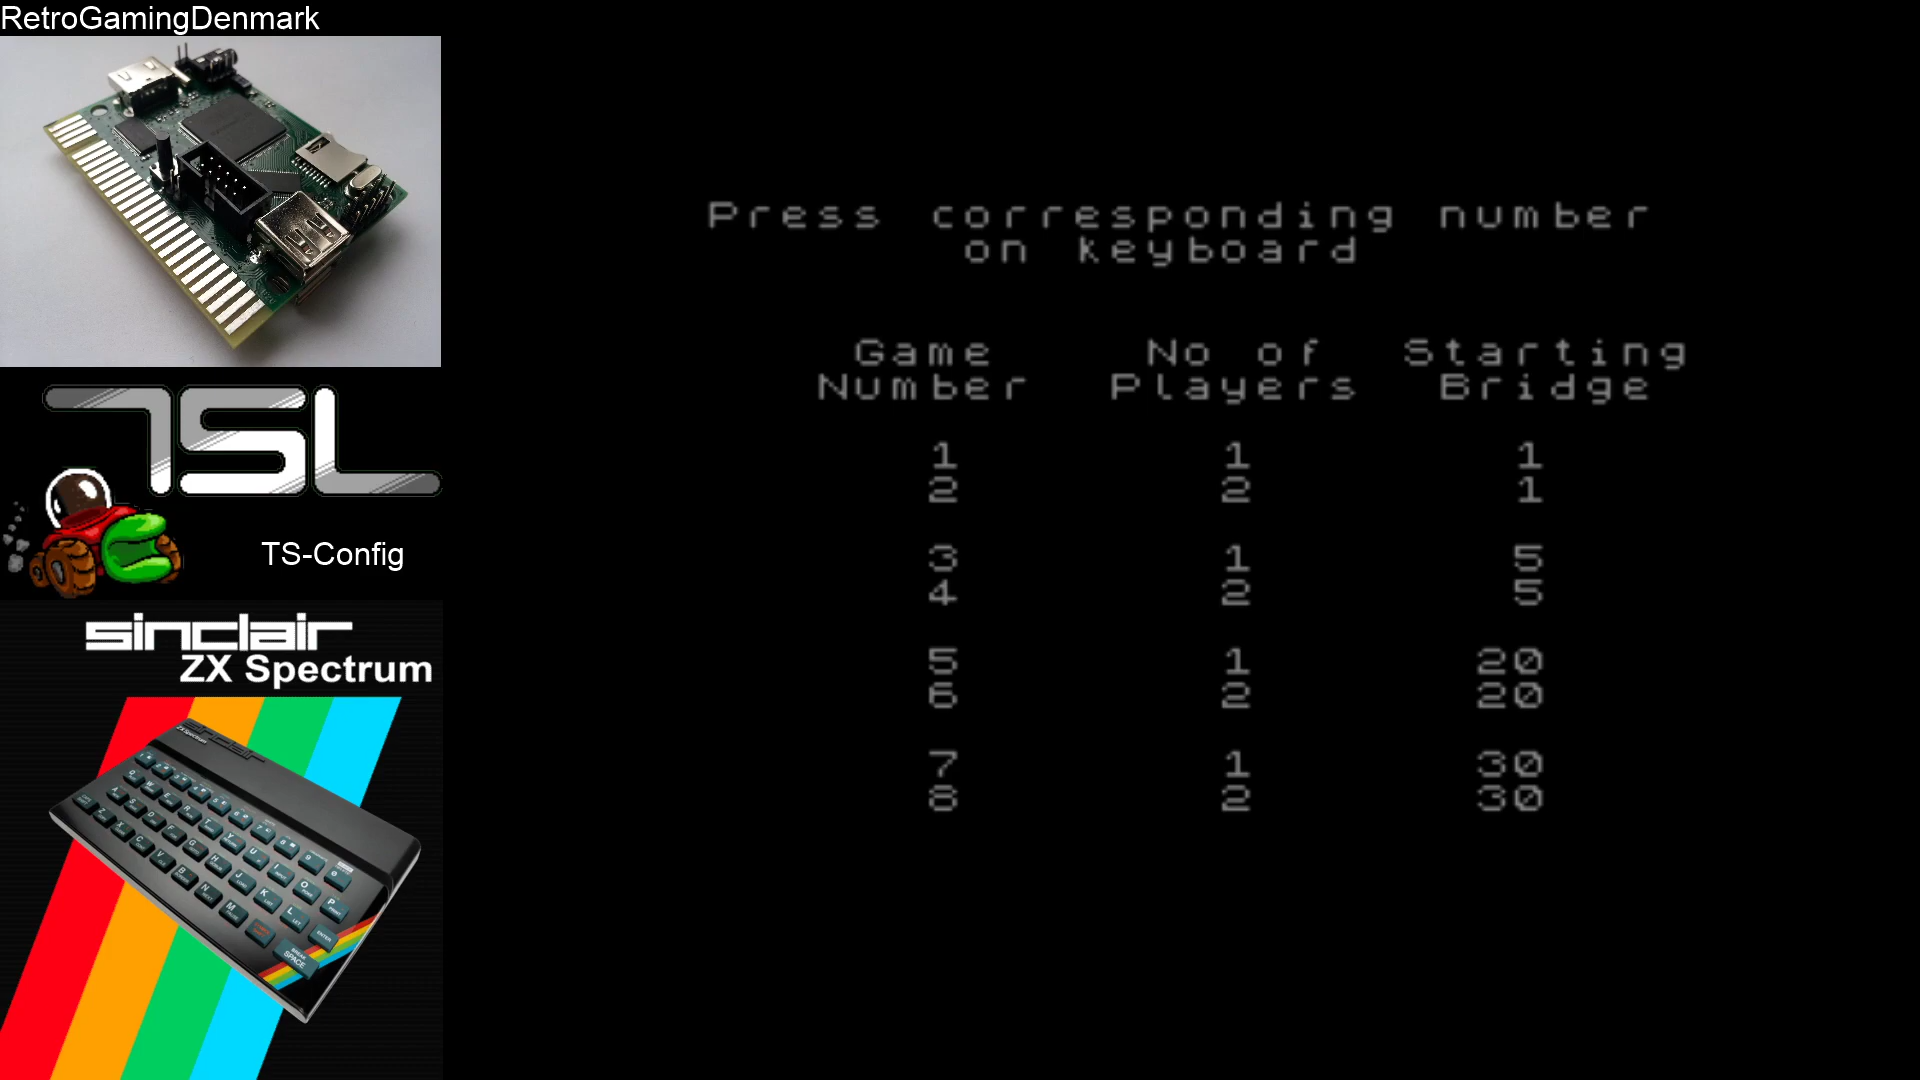 RetroGamingDenmark
TSL
TS-Config
sinclair
ZX Spectrum
Press corresponding number
on keyboard
Game No of Starting
Number Players Bridge
1 1 1
2 2 1
3 1 5
4 2 5
5 1 20
6 2 20
7 1 30
8 2 30